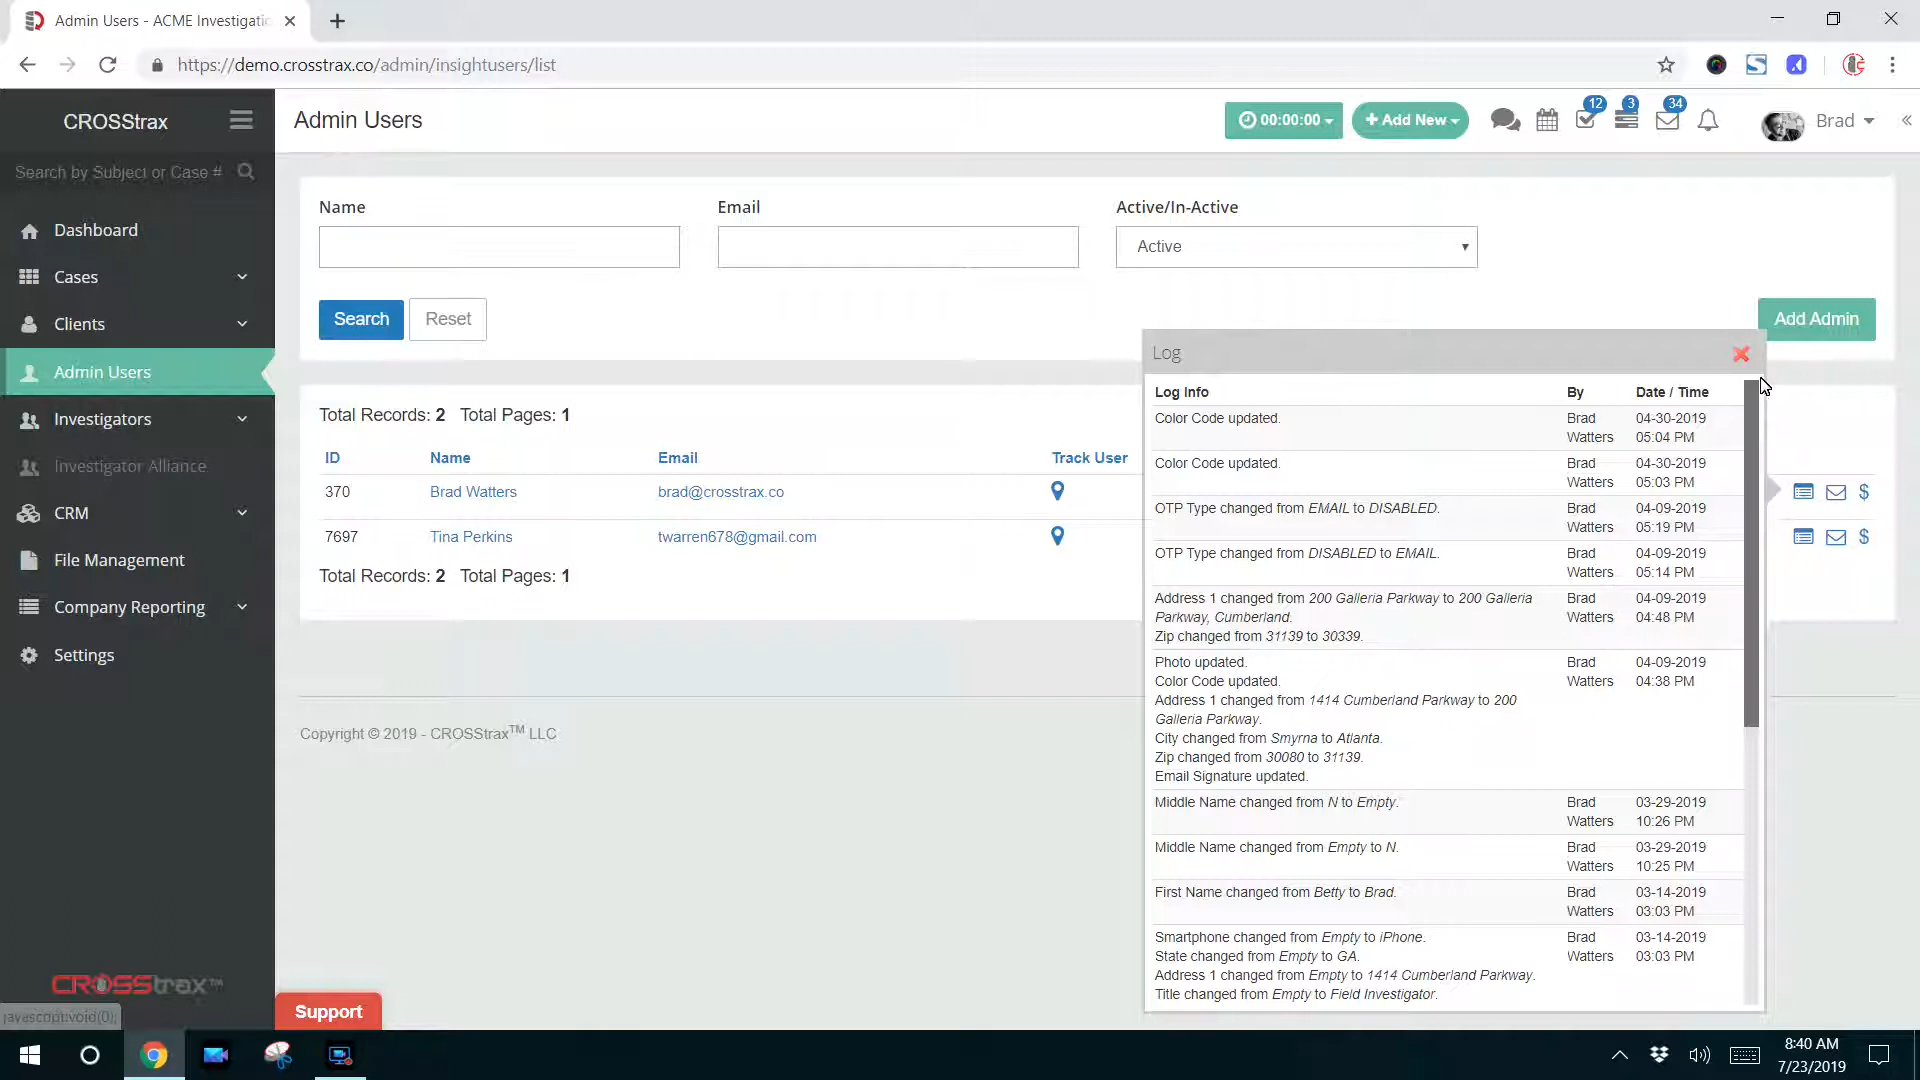 Admin Users - ACME Investigatic
https://demo.crosstrax.co/admin/insightusers/list
CROSStrax
Search by Subject or Case #
Dashboard
Cases
Clients
Admin Users
Investigators
Investigator Alliance
CRM
File Management
Company Reporting
Settings
CROSStrax™
javascript:void(0);
Admin Users
00:00:00
+ Add New
12
3
34
Brad
Name
Email
Active/In-Active
Active
Search
Reset
Add Admin
Total Records: 2 Total Pages: 1
ID Name Email Track User
370 Brad Watters brad@crosstrax.co
7697 Tina Perkins twarren678@gmail.com
Total Records: 2 Total Pages: 1
Copyright © 2019 - CROSStrax™ LLC
Support
Log
Log Info By Date / Time
Color Code updated. Brad 04-30-2019
Watters 05:04 PM
Color Code updated. Brad 04-30-2019
Watters 05:03 PM
OTP Type changed from EMAIL to DISABLED. Brad 04-09-2019
Watters 05:19 PM
OTP Type changed from DISABLED to EMAIL. Brad 04-09-2019
Watters 05:14 PM
Address 1 changed from 200 Galleria Parkway to 200 Galleria Brad 04-09-2019
Parkway, Cumberland. Watters 04:48 PM
Zip changed from 31139 to 30339.
Photo updated. Brad 04-09-2019
Color Code updated. Watters 04:38 PM
Address 1 changed from 1414 Cumberland Parkway to 200
Galleria Parkway.
City changed from Smyrna to Atlanta.
Zip changed from 30080 to 31139.
Email Signature updated.
Middle Name changed from N to Empty. Brad 03-29-2019
Watters 10:26 PM
Middle Name changed from Empty to N. Brad 03-29-2019
Watters 10:25 PM
First Name changed from Betty to Brad. Brad 03-14-2019
Watters 03:03 PM
Smartphone changed from Empty to iPhone. Brad 03-14-2019
State changed from Empty to GA. Watters 03:03 PM
Address 1 changed from Empty to 1414 Cumberland Parkway.
Title changed from Empty to Field Investigator.
8:40 AM
7/23/2019